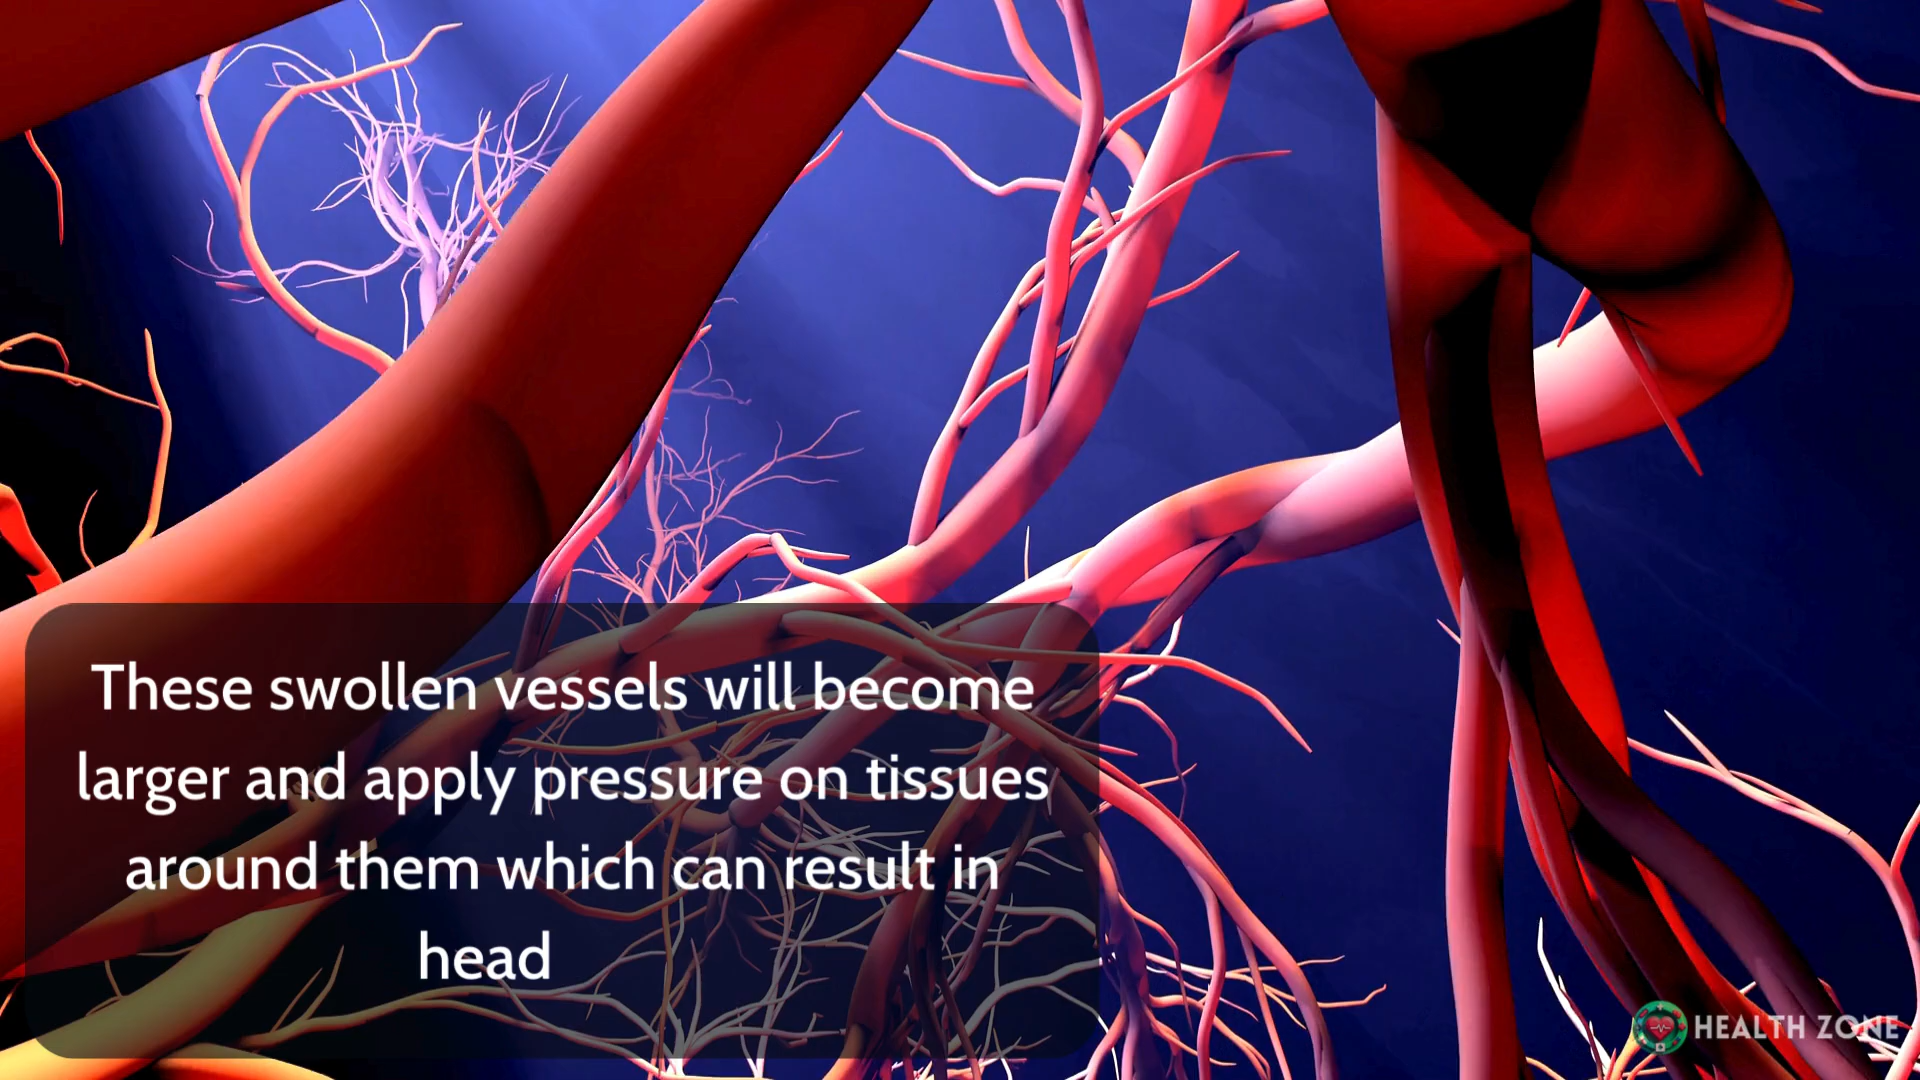 These swollen vessels will become
larger and apply pressure on tissues
around them which can result in
head
HEALTH ZONE